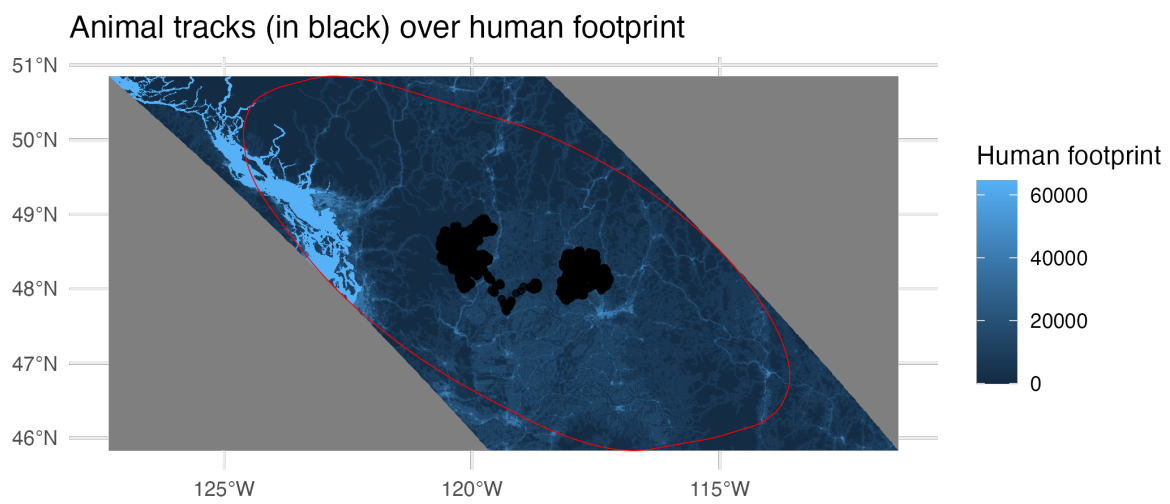 Animal tracks (in black) over human footprint
51°N
50°N
49°N
48°N
47°N
46°N
125°W
120°W
115°W
Human footprint
60000
40000
20000
0